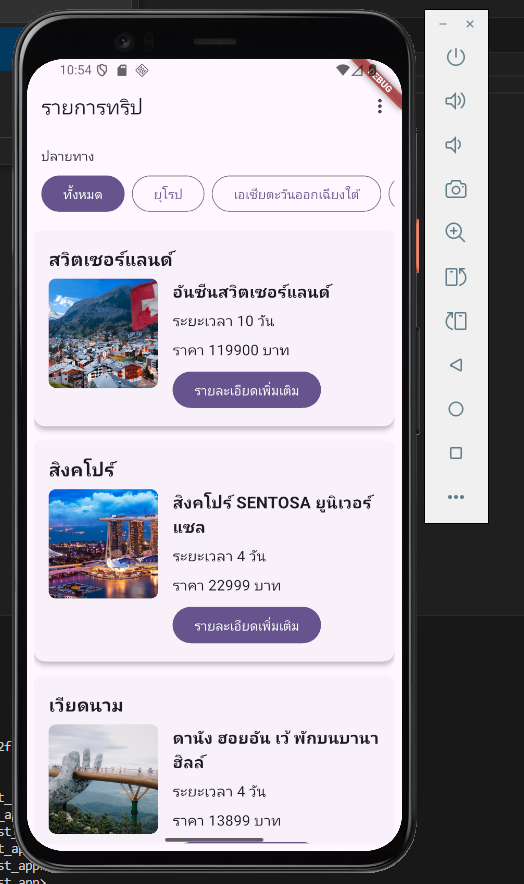 10:54
DEBUG
รายการทริป
ปลายทาง
ทั้งหมด
ยุโรป
เอเชียตะวันออกเฉียงใต้
สวิตเซอร์แลนด์
อันซีนสวิตเซอร์แลนด์
ระยะเวลา 10 วัน
ราคา 119900 บาท
รายละเอียดเพิ่มเติม
สิงคโปร์
สิงคโปร์ SENTOSA ยูนิเวอร์
แซล
ระยะเวลา 4 วัน
ราคา 22999 บาท
รายละเอียดเพิ่มเติม
เวียดนาม
ดานัง ฮอยอัน เว้ พักบนบานา
ฮิลล์
ระยะเวลา 4 วัน
ราคา 13899 บาท